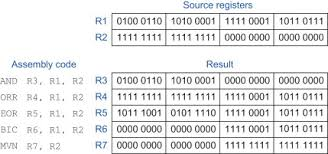 Source registers
R1 0100 0110 1010 0001 1111 0001 1011 0111
R2 1111 1111 1111 1111 0000 0000 0000 0000
Assembly code Result
AND R3, R1, R2 R3 0100 0110 1010 0001 0000 0000 0000 0000
ORR R4, R1, R2 R4 1111 1111 1111 1111 1111 0001 1011 0111
EOR R5, R1, R2 R5 1011 1001 0101 1110 1111 0001 1011 0111
BIC R6, R1, R2 R6 0000 0000 0000 0000 1111 0001 1011 0111
MVN R7, R2 R7 0000 0000 0000 0000 1111 1111 1111 1111